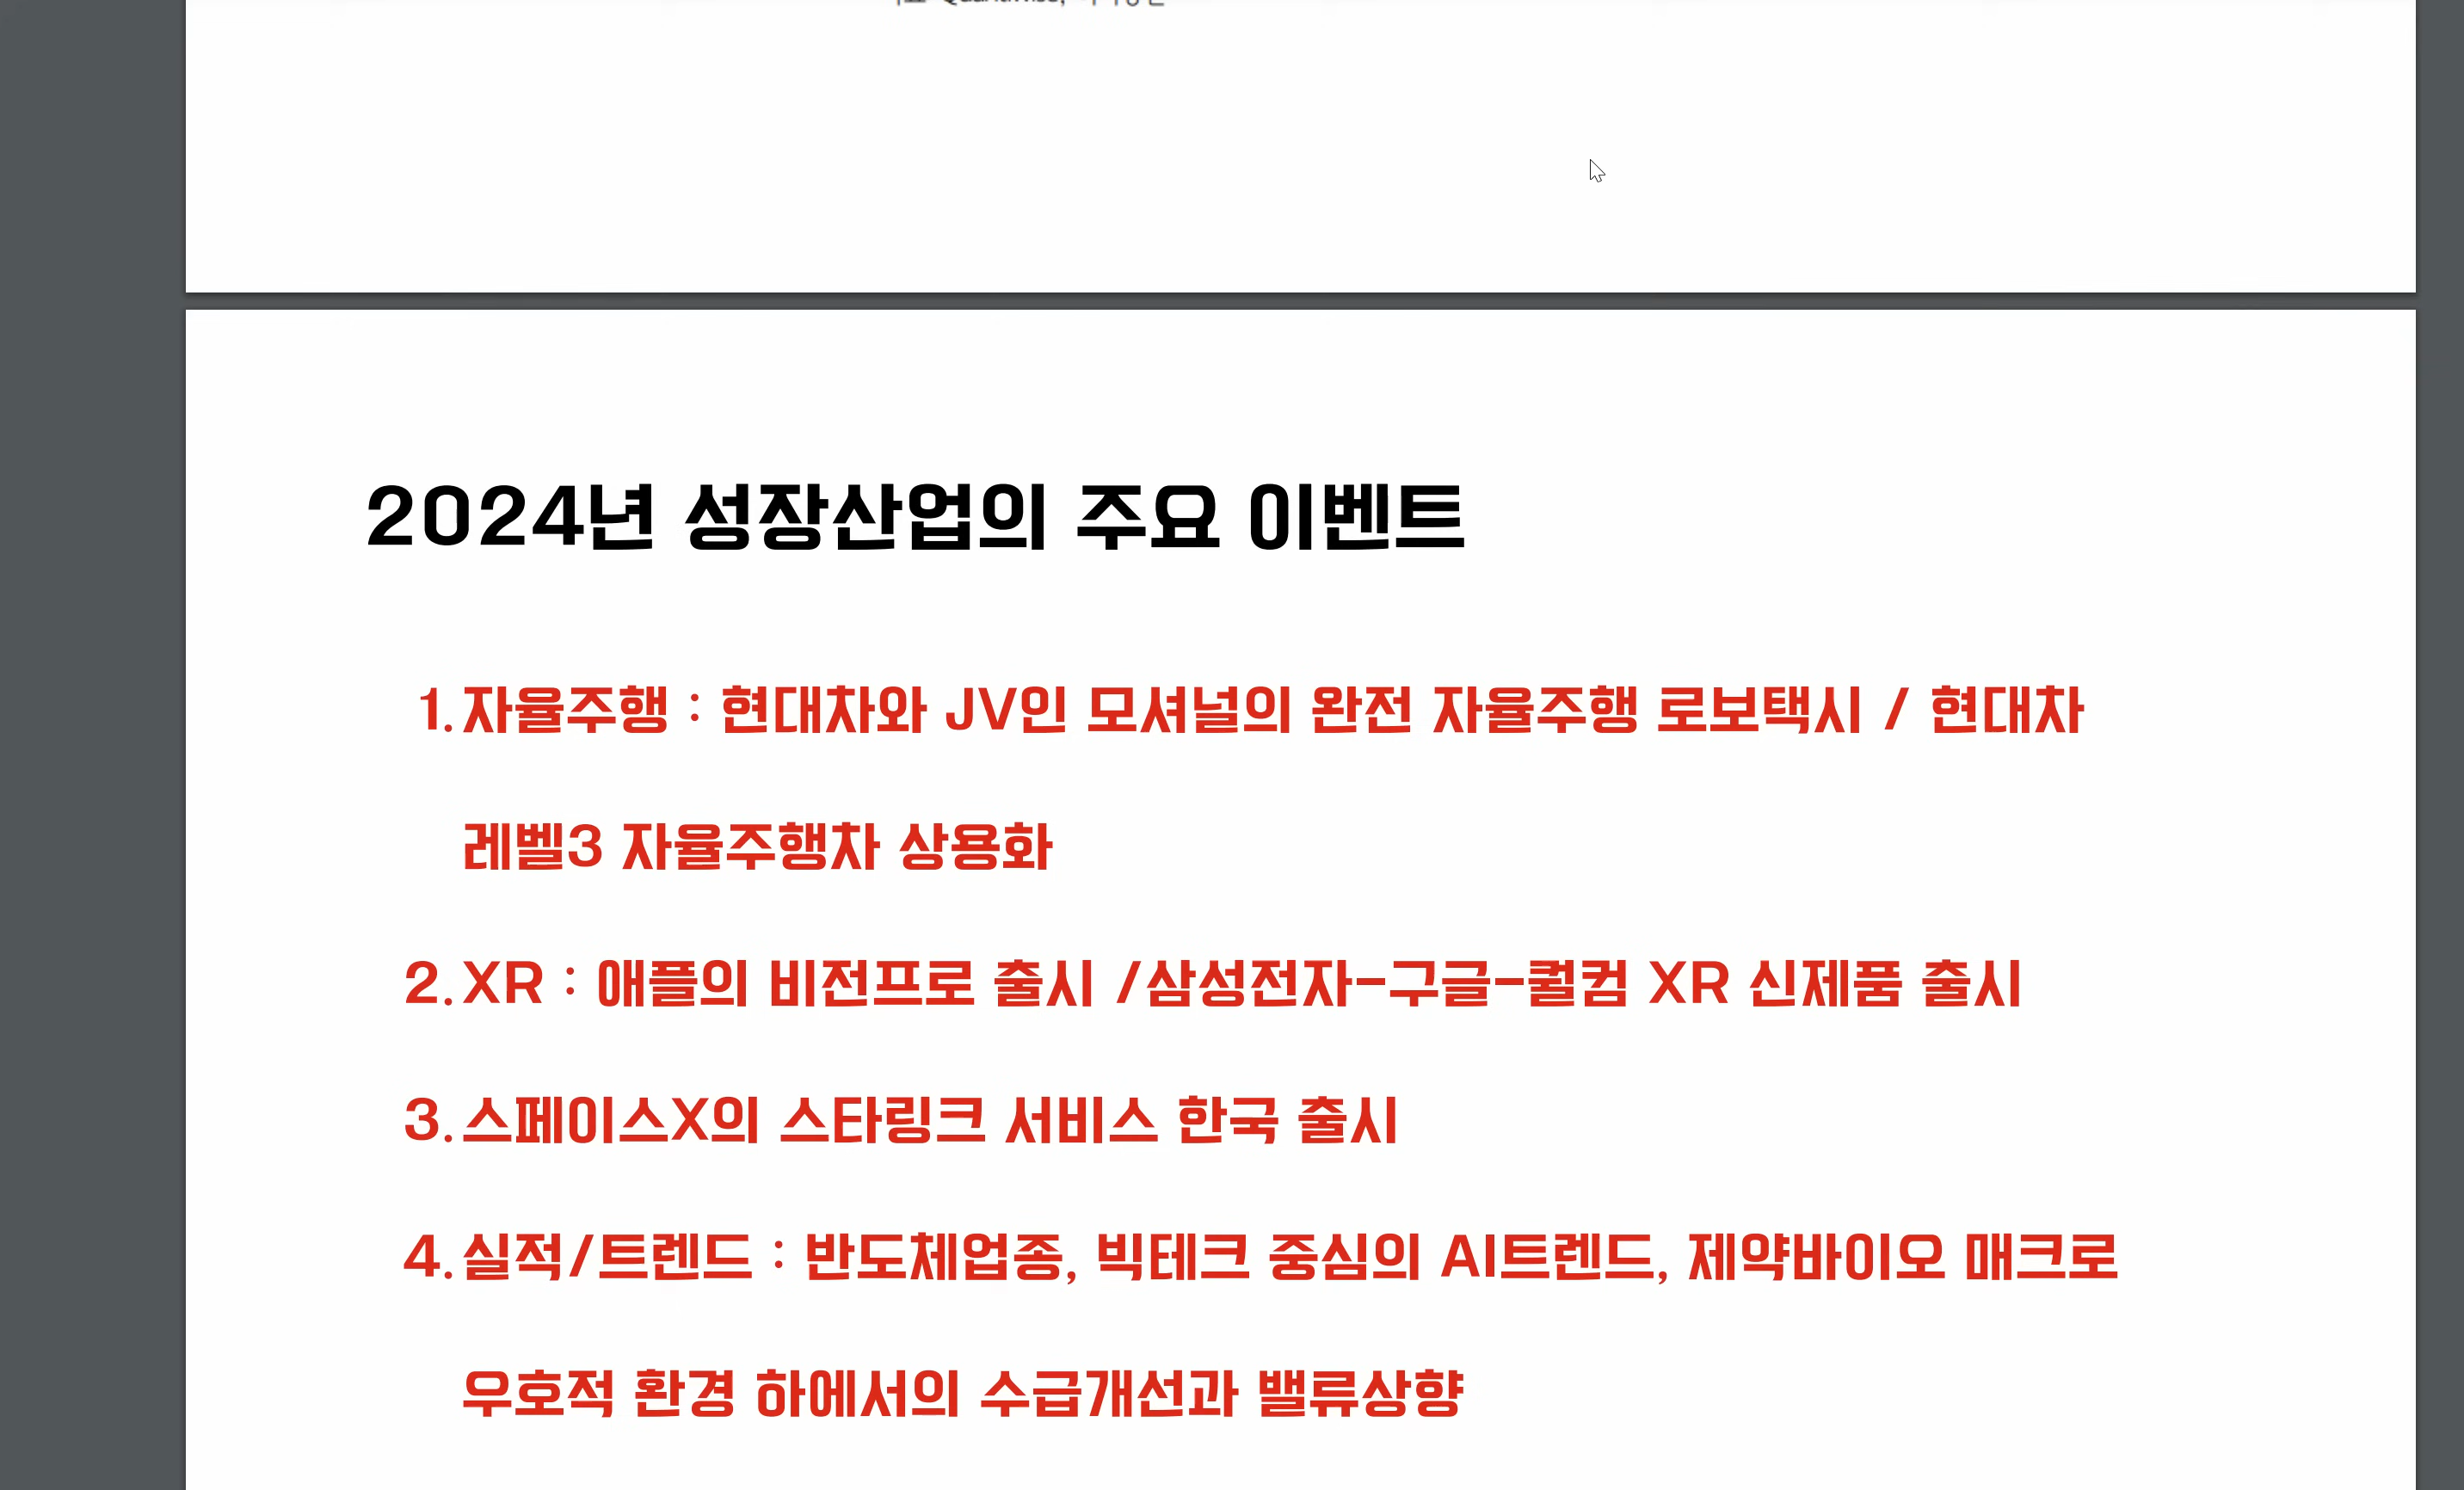 2024년 성장산업의 주요 이벤트
1. 자율주행 : 현대차와 JV인 모셔널의 완전 자율주행 로보택시 / 현대차
레벨3 자율주행차 상용화
2. XR : 애플의 비전프로 출시 /삼성전자-구글-퀄컴 XR 신제품 출시
3. 스페이스X의 스타링크 서비스 한국 출시
4. 실적/트랜드 : 반도체업종, 빅테크 중심의 AI트렌드, 제약바이오 매크로
우호적 환경 하에서의 수급개선과 밸류상향